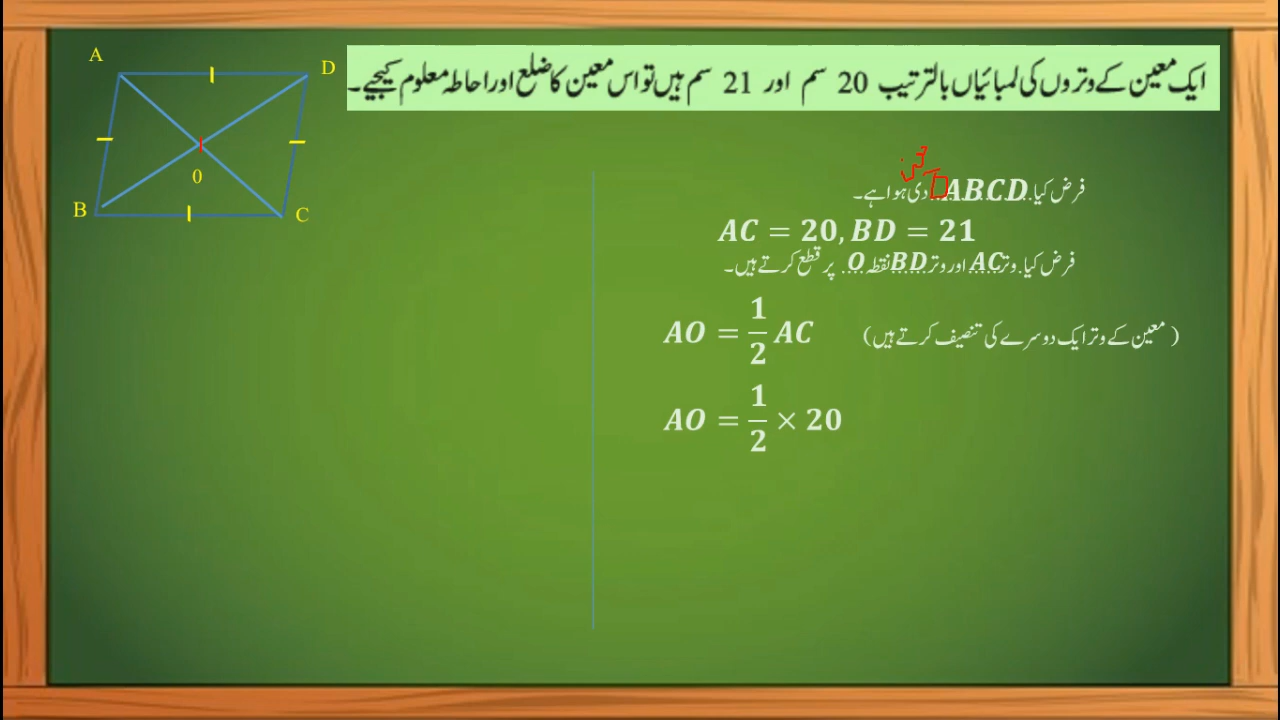 A
D
B
C
0
ایک معین کے وتروں کی لمبائیاں بالترتیب 20 سم اور 21 سم ہیں تو اس معین کا ضلع اور احاطہ معلوم کیجیے۔
فرض کیا ABCD دی ہوا ہے۔
AC = 20, BD = 21
فرض کیا وتر AC اور وتر BD نقطہ O پر قطع کرتے ہیں۔
AO = 1/2 AC (معین کے وتر ایک دوسرے کی تنصیف کرتے ہیں)
AO = 1/2 × 20